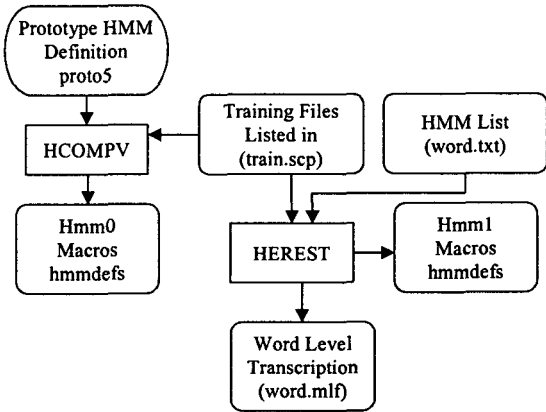 Prototype HMM
Definition
proto5
Training Files
Listed in
(train.scp)
HMM List
(word.txt)
HCOMPV
Hmm0
Macros
hmmdefs
HEREST
Hmm1
Macros
hmmdefs
Word Level
Transcription
(word.mlf)